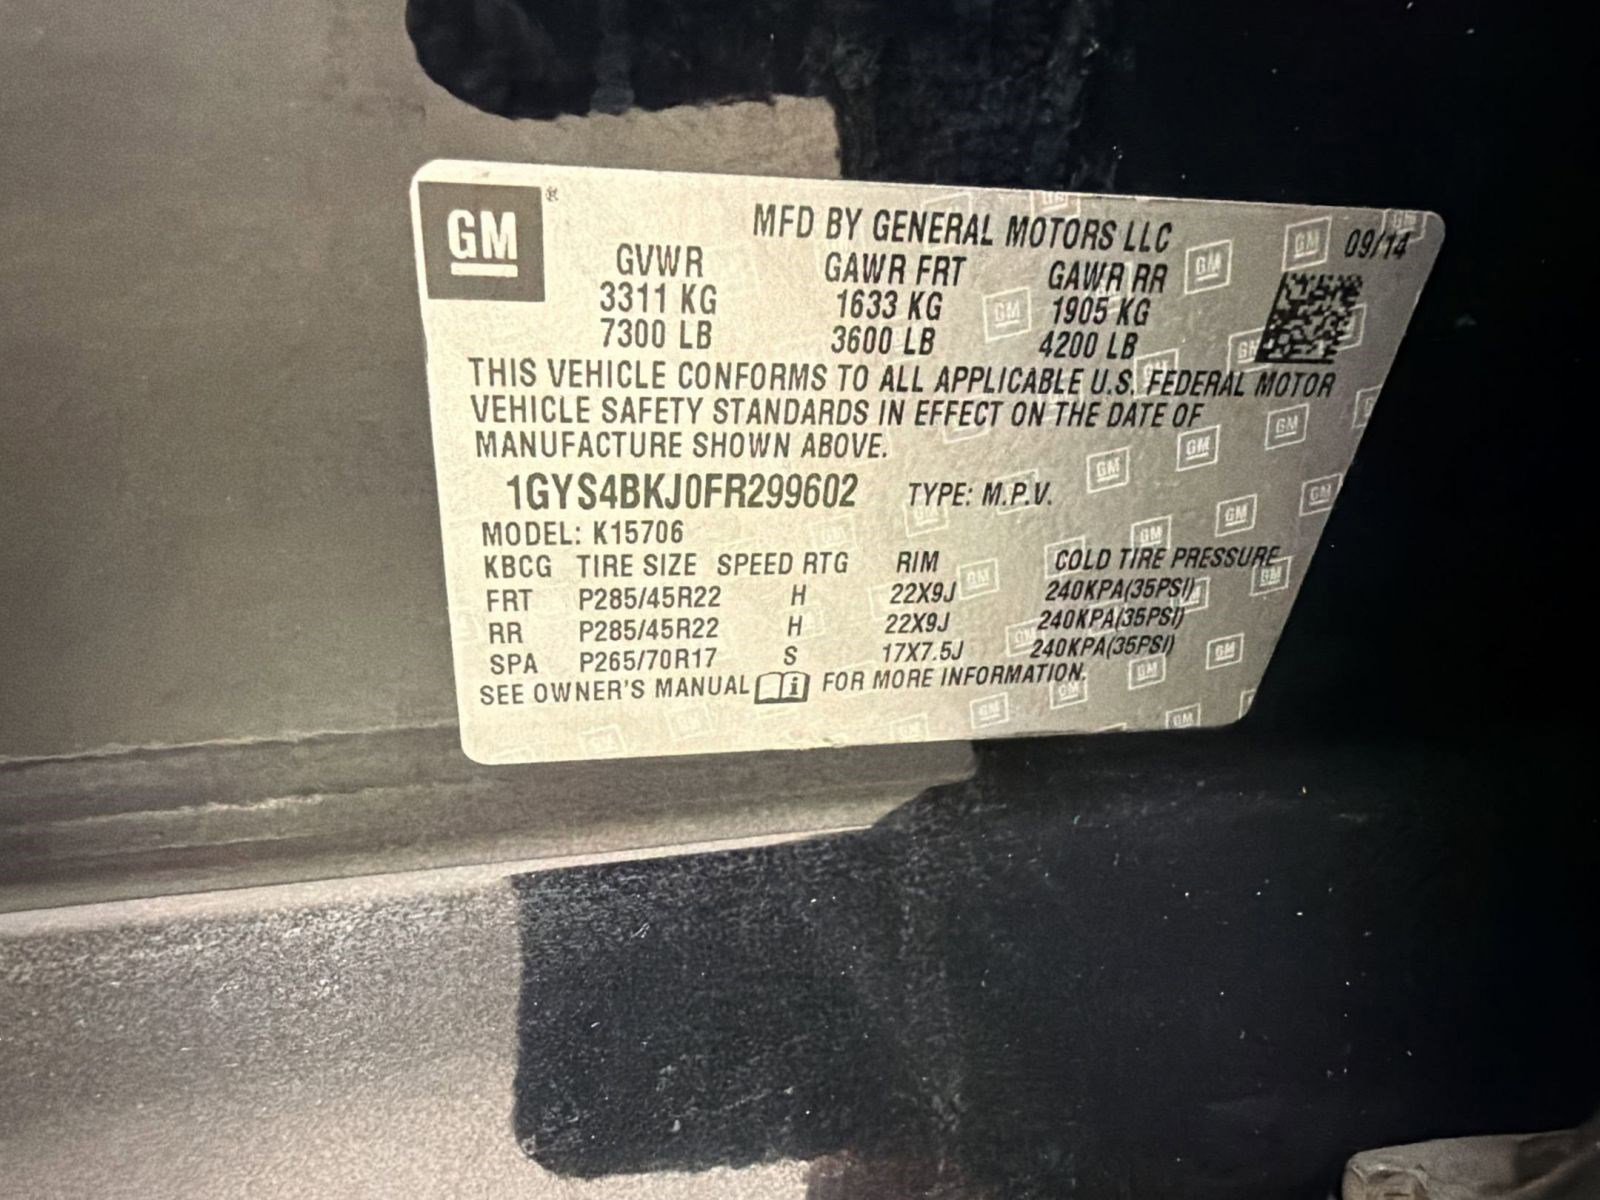 GM ® MFD BY GENERAL MOTORS LLC 09/14
GVWR GAWR FRT GAWR RR
3311 KG 1633 KG 1905 KG
7300 LB 3600 LB 4200 LB
THIS VEHICLE CONFORMS TO ALL APPLICABLE U.S. FEDERAL MOTOR
VEHICLE SAFETY STANDARDS IN EFFECT ON THE DATE OF
MANUFACTURE SHOWN ABOVE.
1GYS4BKJ0FR299602 TYPE: M.P.V.
MODEL: K15706
KBCG TIRE SIZE SPEED RTG RIM COLD TIRE PRESSURE
FRT P285/45R22 H 22X9J 240KPA(35PSI)
RR P285/45R22 H 22X9J 240KPA(35PSI)
SPA P265/70R17 S 17X7.5J 240KPA(35PSI)
SEE OWNER'S MANUAL i FOR MORE INFORMATION.